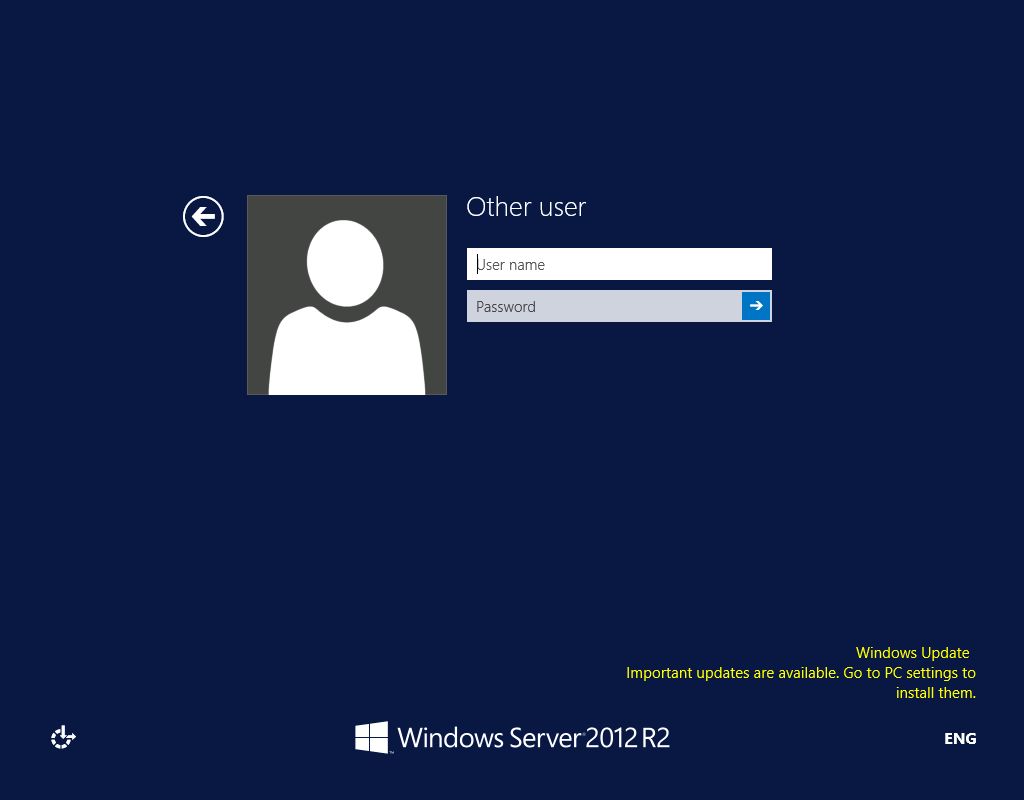 Other user
User name
Password
Windows Update
Important updates are available. Go to PC settings to
install them.
Windows Server 2012 R2
ENG